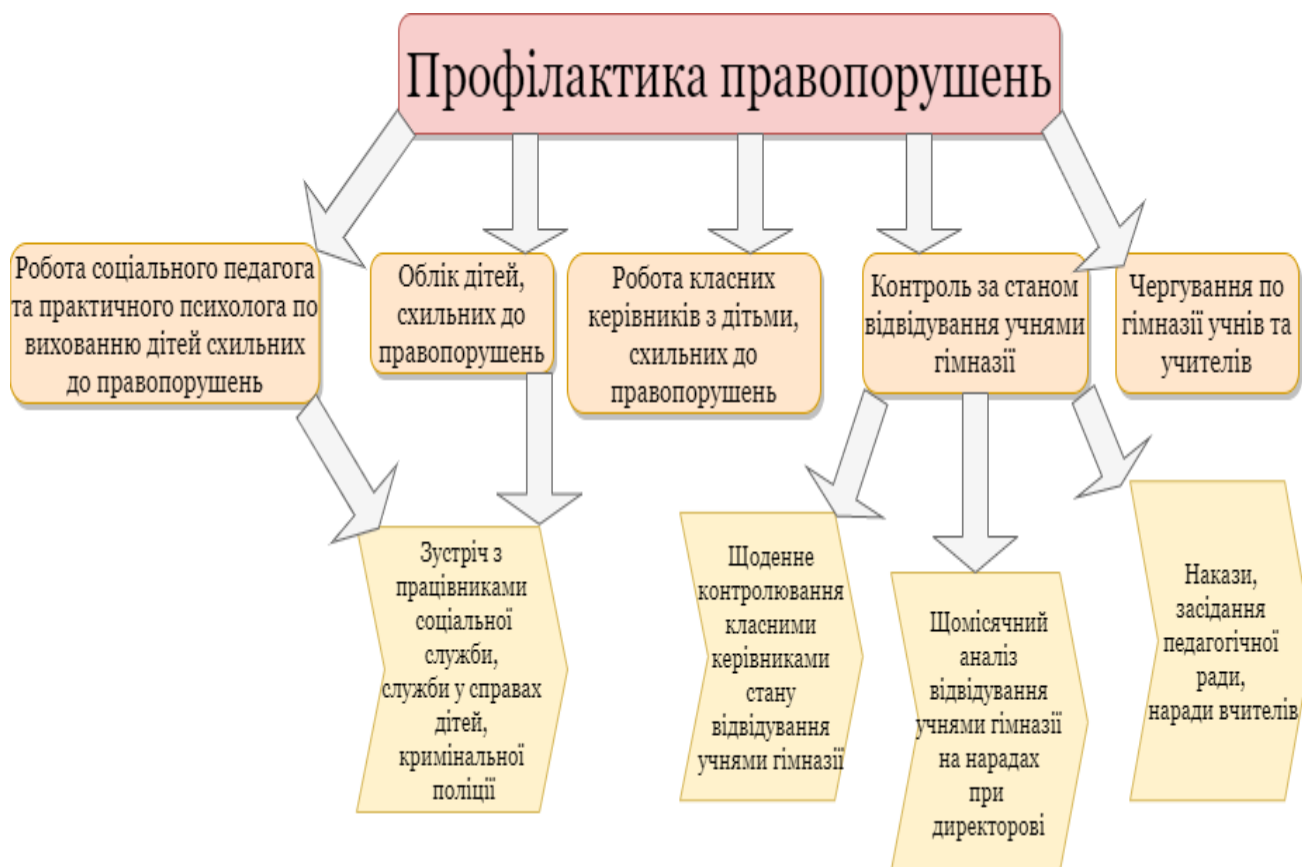 Профілактика правопорушень
Робота соціального педагога
та практичного психолога по
вихованню дітей схильних
до правопорушень
Облік дітей,
схильних до
правопорушень
Робота класних
керівників з дітьми,
схильних до
правопорушень
Контроль за станом
відвідування учнями
гімназії
Чергування по
гімназії учнів та
учителів
Зустріч з
працівниками
соціальної
служби,
служби у справах
дітей,
кримінальної
поліції
Щоденне
контролювання
класними
керівниками
стану
відвідування
учнями гімназії
Щомісячний
аналіз
відвідування
учнями гімназії
на нарадах
при
директорові
Накази,
засідання
педагогічної
ради,
наради вчителів